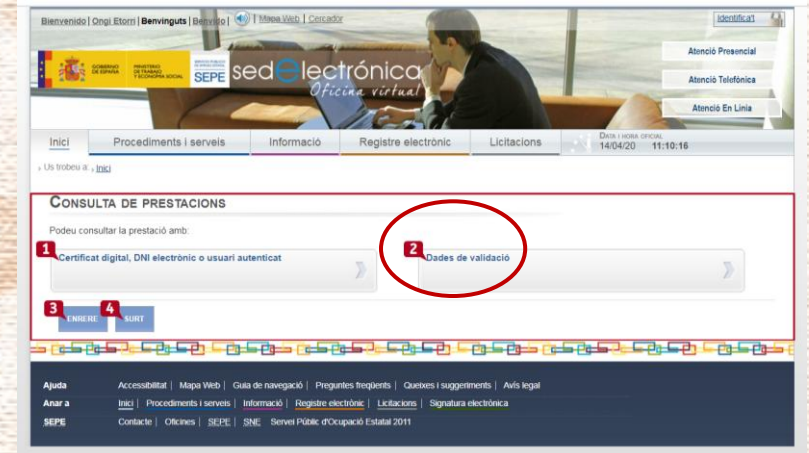 Bienvenido | Ongi Etorri | Benvinguts | Benvido | Mapa Web | Cercador
Identifica't
GOBIERNO DE ESPAÑA
MINISTERIO DE TRABAJO Y ECONOMÍA SOCIAL
SERVICIO PÚBLICO DE EMPLEO ESTATAL
SEPE
sedelectrónica
Oficina virtual
Atenció Presencial
Atenció Telefònica
Atenció En Línia
Inici
Procediments i serveis
Informació
Registre electrònic
Licitacions
DATA I HORA OFICIAL
14/04/20 11:10:16
Us trobeu a: Inici
CONSULTA DE PRESTACIONS
Podeu consultar la prestació amb:
1 Certificat digital, DNI electrònic o usuari autenticat
2 Dades de validació
3 ENRERE
4 SURT
Ajuda Accessibilitat | Mapa Web | Guia de navegació | Preguntes freqüents | Queixes i suggeriments | Avís legal
Anar a Inici | Procediments i serveis | Informació | Registre electrònic | Licitacions | Signatura electrònica
SEPE Contacte | Oficines | SEPE | SNE Servei Públic d'Ocupació Estatal 2011